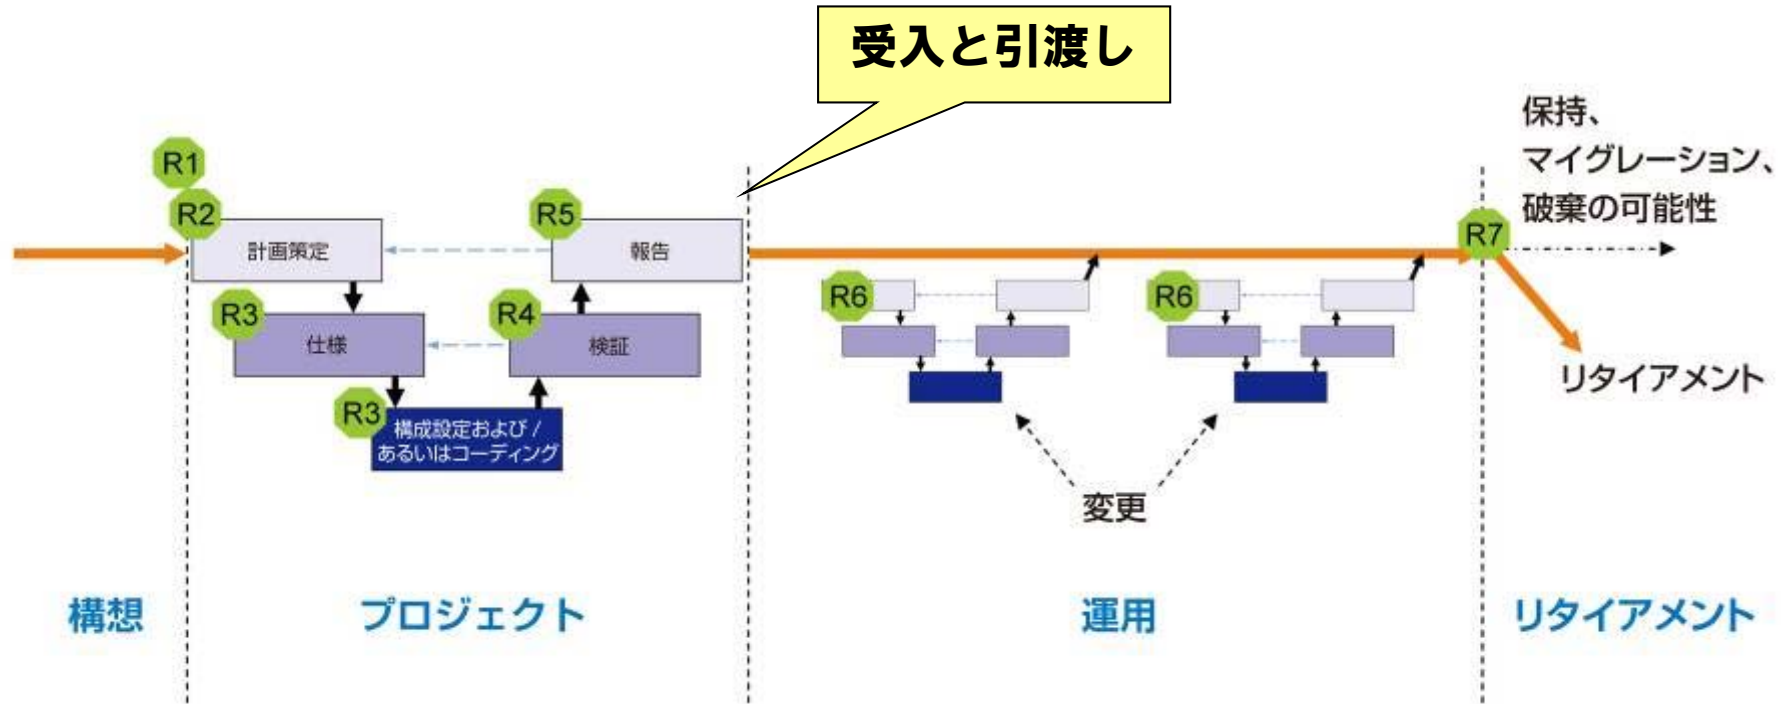 受入と引渡し
保持、
マイグレーション、
破棄の可能性
R1
R2
計画策定
R5
報告
R7
R3
仕様
R4
検証
R6
R6
リタイアメント
R3
構成設定および /
あるいはコーディング
変更
構想
プロジェクト
運用
リタイアメント